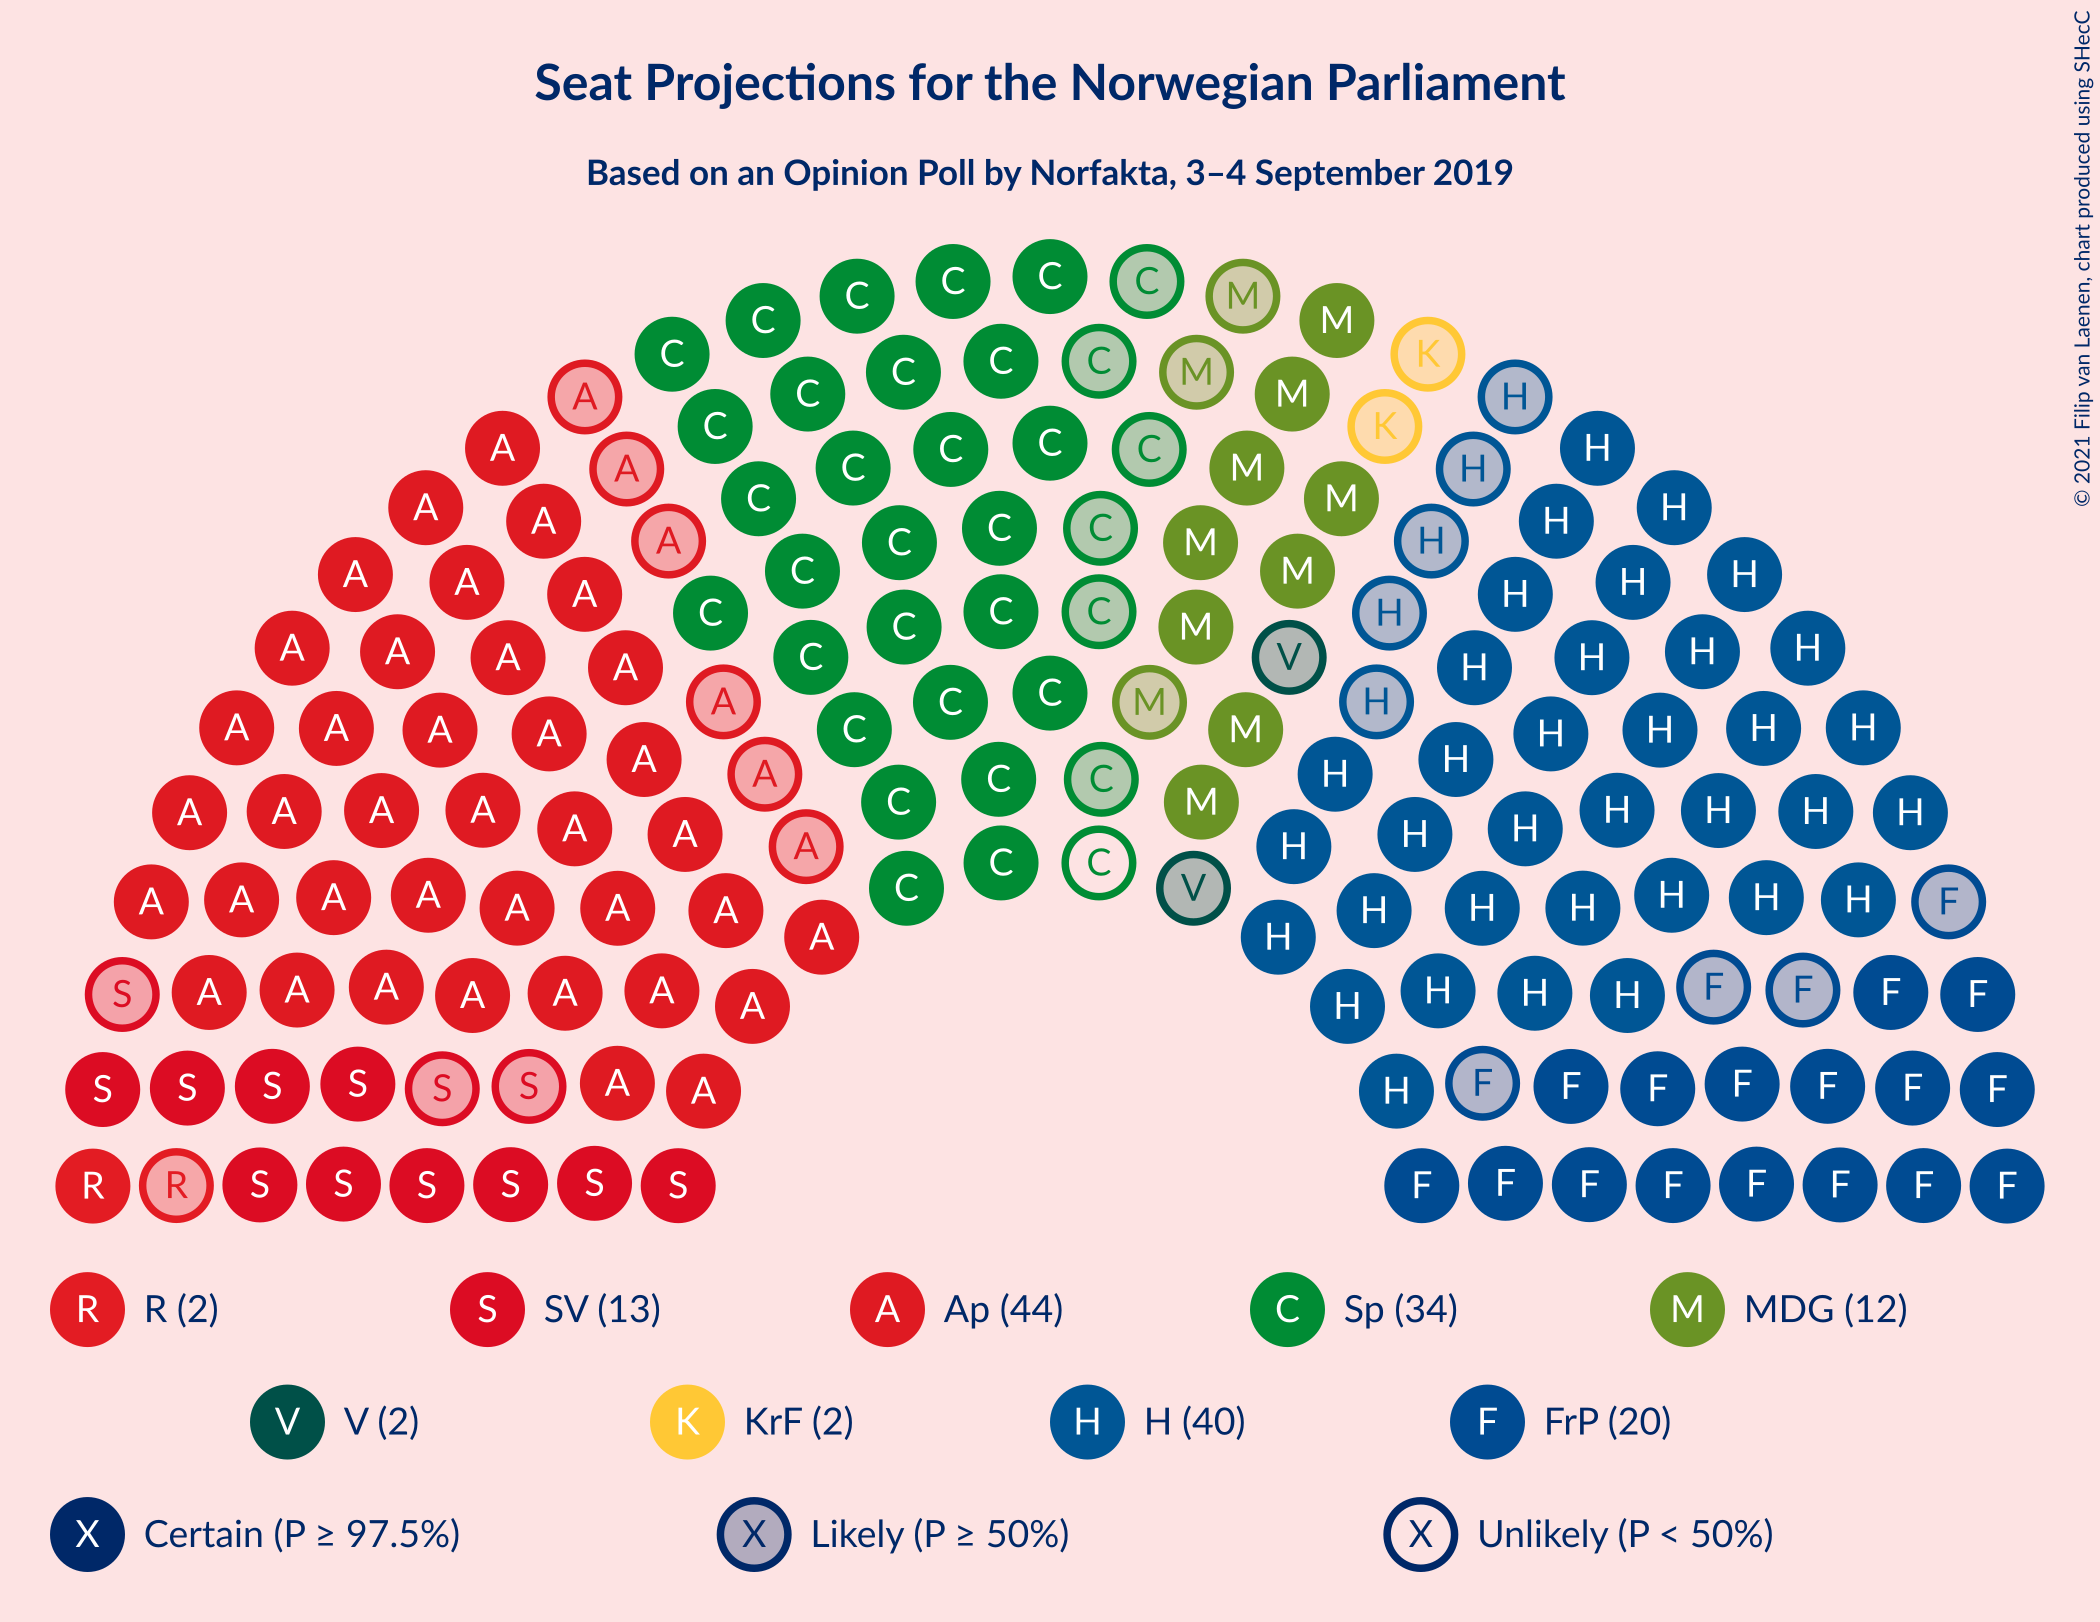 Seat Projections for the Norwegian Parliament
Based on an Opinion Poll by Norfakta, 3–4 September 2019
© 2021 Filip van Laenen, chart produced using SHecC
C C C C C C M M K H
A C C C C C M M K H H
A A C C C C C M M H H
A A A C C C C M M H H H
A A A C C C C M V H H H
A A A A C C C M M H H H H
A A A A A C C C M H H H H H
A A A A A A A C C C V H H H H H H F
A A A A A A A A H H H H H H H H
S A A A A A A A H H H H F F F F
S S S S S S A A H F F F F F F F
R R S S S S S S F F F F F F F F
R R (2) S SV (13) A Ap (44) C Sp (34) M MDG (12)
V V (2) K KrF (2) H H (40) F FrP (20)
X Certain (P ≥ 97.5%) X Likely (P ≥ 50%) X Unlikely (P < 50%)